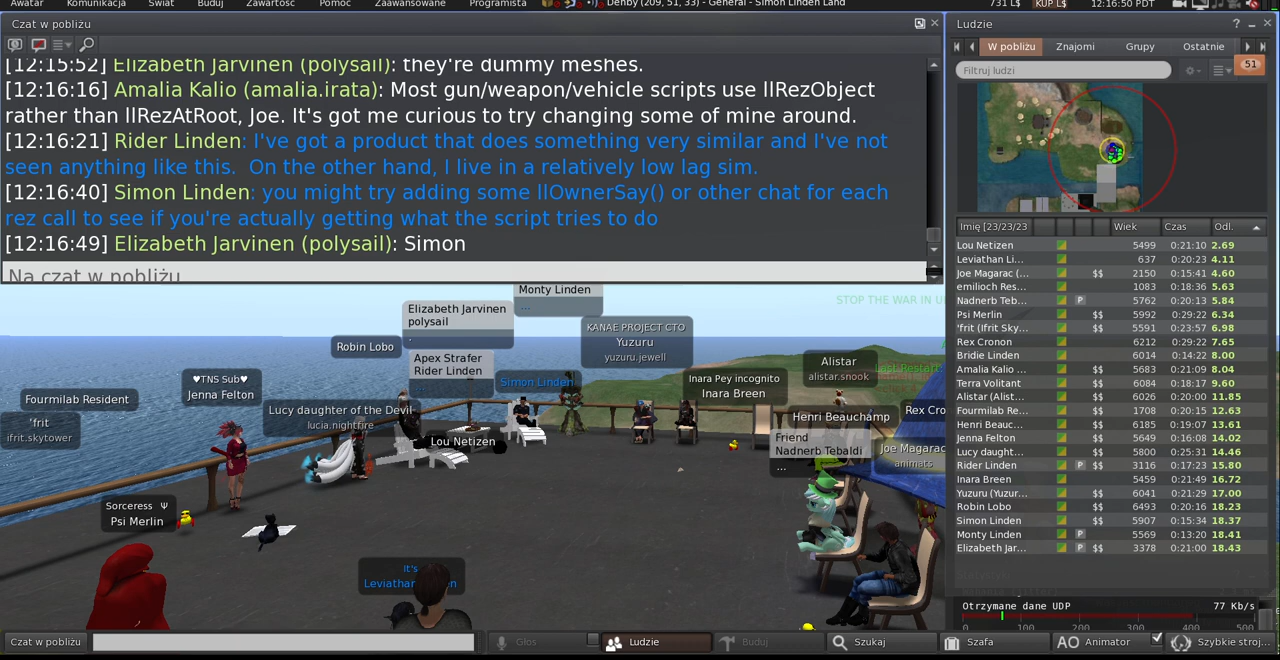 Awatar Komunikacja Świat Buduj Zawartość Pomoc Zaawansowane Programista Denby (209, 51, 33) - General - Simon Linden Land 731 L$ KUP L$ 12:16:50 PDT
Czat w pobliżu
[12:15:52] Elizabeth Jarvinen (polysail): they're dummy meshes.
[12:16:16] Amalia Kalio (amalia.irata): Most gun/weapon/vehicle scripts use llRezObject
rather than llRezAtRoot, Joe. It's got me curious to try changing some of mine around.
[12:16:21] Rider Linden: I've got a product that does something very similar and I've not
seen anything like this.  On the other hand, I live in a relatively low lag sim.
[12:16:40] Simon Linden: you might try adding some llOwnerSay() or other chat for each
rez call to see if you're actually getting what the script tries to do
[12:16:49] Elizabeth Jarvinen (polysail): Simon
Na czat w pobliżu
Monty Linden
...
STOP THE WAR IN U
Elizabeth Jarvinen
polysail
.
KANAE PROJECT CTO
Yuzuru
yuzuru.jewell
Robin Lobo
Apex Strafer
Rider Linden
...
Simon Linden
Alistar
alistar.snook
Last Restart:
♥TNS Sub♥
Jenna Felton
Inara Pey incognito
Inara Breen
Fourmilab Resident
Lucy daughter of the Devil
lucia.nightfire
'frit
ifrit.skytower
Henri Beauchamp
Rex Cro
Lou Netizen
Friend
Nadnerb Tebaldi
...
Joe Magarac
animats
Sorceress Ψ
Psi Merlin
It's
Leviathan
Ludzie
W pobliżu Znajomi Grupy Ostatnie
51
Filtruj ludzi
Imię [23/23/23 Wiek Czas Odl.
Lou Netizen 5499 0:21:10 2.69
Leviathan Li... 637 0:20:23 4.11
Joe Magarac (... $$ 2150 0:15:41 4.60
emilioch Res... 1083 0:18:36 5.63
Nadnerb Teb... P 5762 0:20:13 5.84
Psi Merlin $$ 5992 0:29:22 6.34
'frit (Ifrit Sky... $$ 5591 0:23:57 6.98
Rex Cronon 6212 0:29:22 7.65
Bridie Linden 6014 0:14:22 8.00
Amalia Kalio ... $$ 5683 0:21:09 8.04
Terra Volitant $$ 6084 0:18:17 9.60
Alistar (Alist... $$ 6026 0:20:00 11.85
Fourmilab Re... $$ 1708 0:20:15 12.63
Henri Beauc... $$ 6185 0:19:07 13.61
Jenna Felton $$ 5649 0:16:08 14.02
Lucy daught... $$ 5800 0:25:31 14.46
Rider Linden P $$ 3116 0:17:23 15.80
Inara Breen 5459 0:21:49 16.72
Yuzuru (Yuzur... $$ 6041 0:21:29 17.00
Robin Lobo $$ 6493 0:20:16 18.23
Simon Linden $$ 5907 0:15:34 18.37
Monty Linden P 5569 0:13:20 18.41
Elizabeth Jar... P $$ 3378 0:21:00 18.43
Otrzymane dane UDP 77 Kb/s
0 100 200 300 400 500
Czat w pobliżu Głos Ludzie Buduj Szukaj Szafa AO Animator Szybkie stroj...